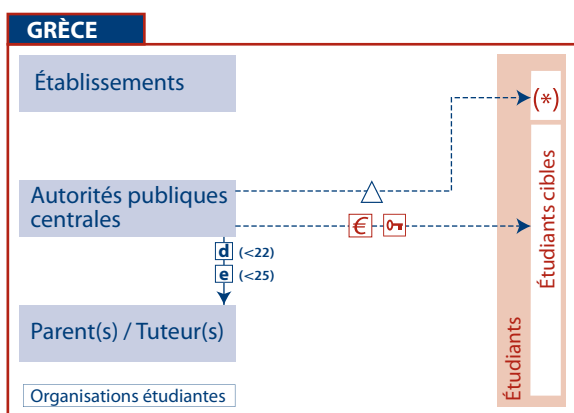 GRÈCE
Établissements
(*)
Autorités publiques
centrales
€
d (<22)
e (<25)
Parent(s) / Tuteur(s)
Organisations étudiantes
Étudiants
Étudiants cibles